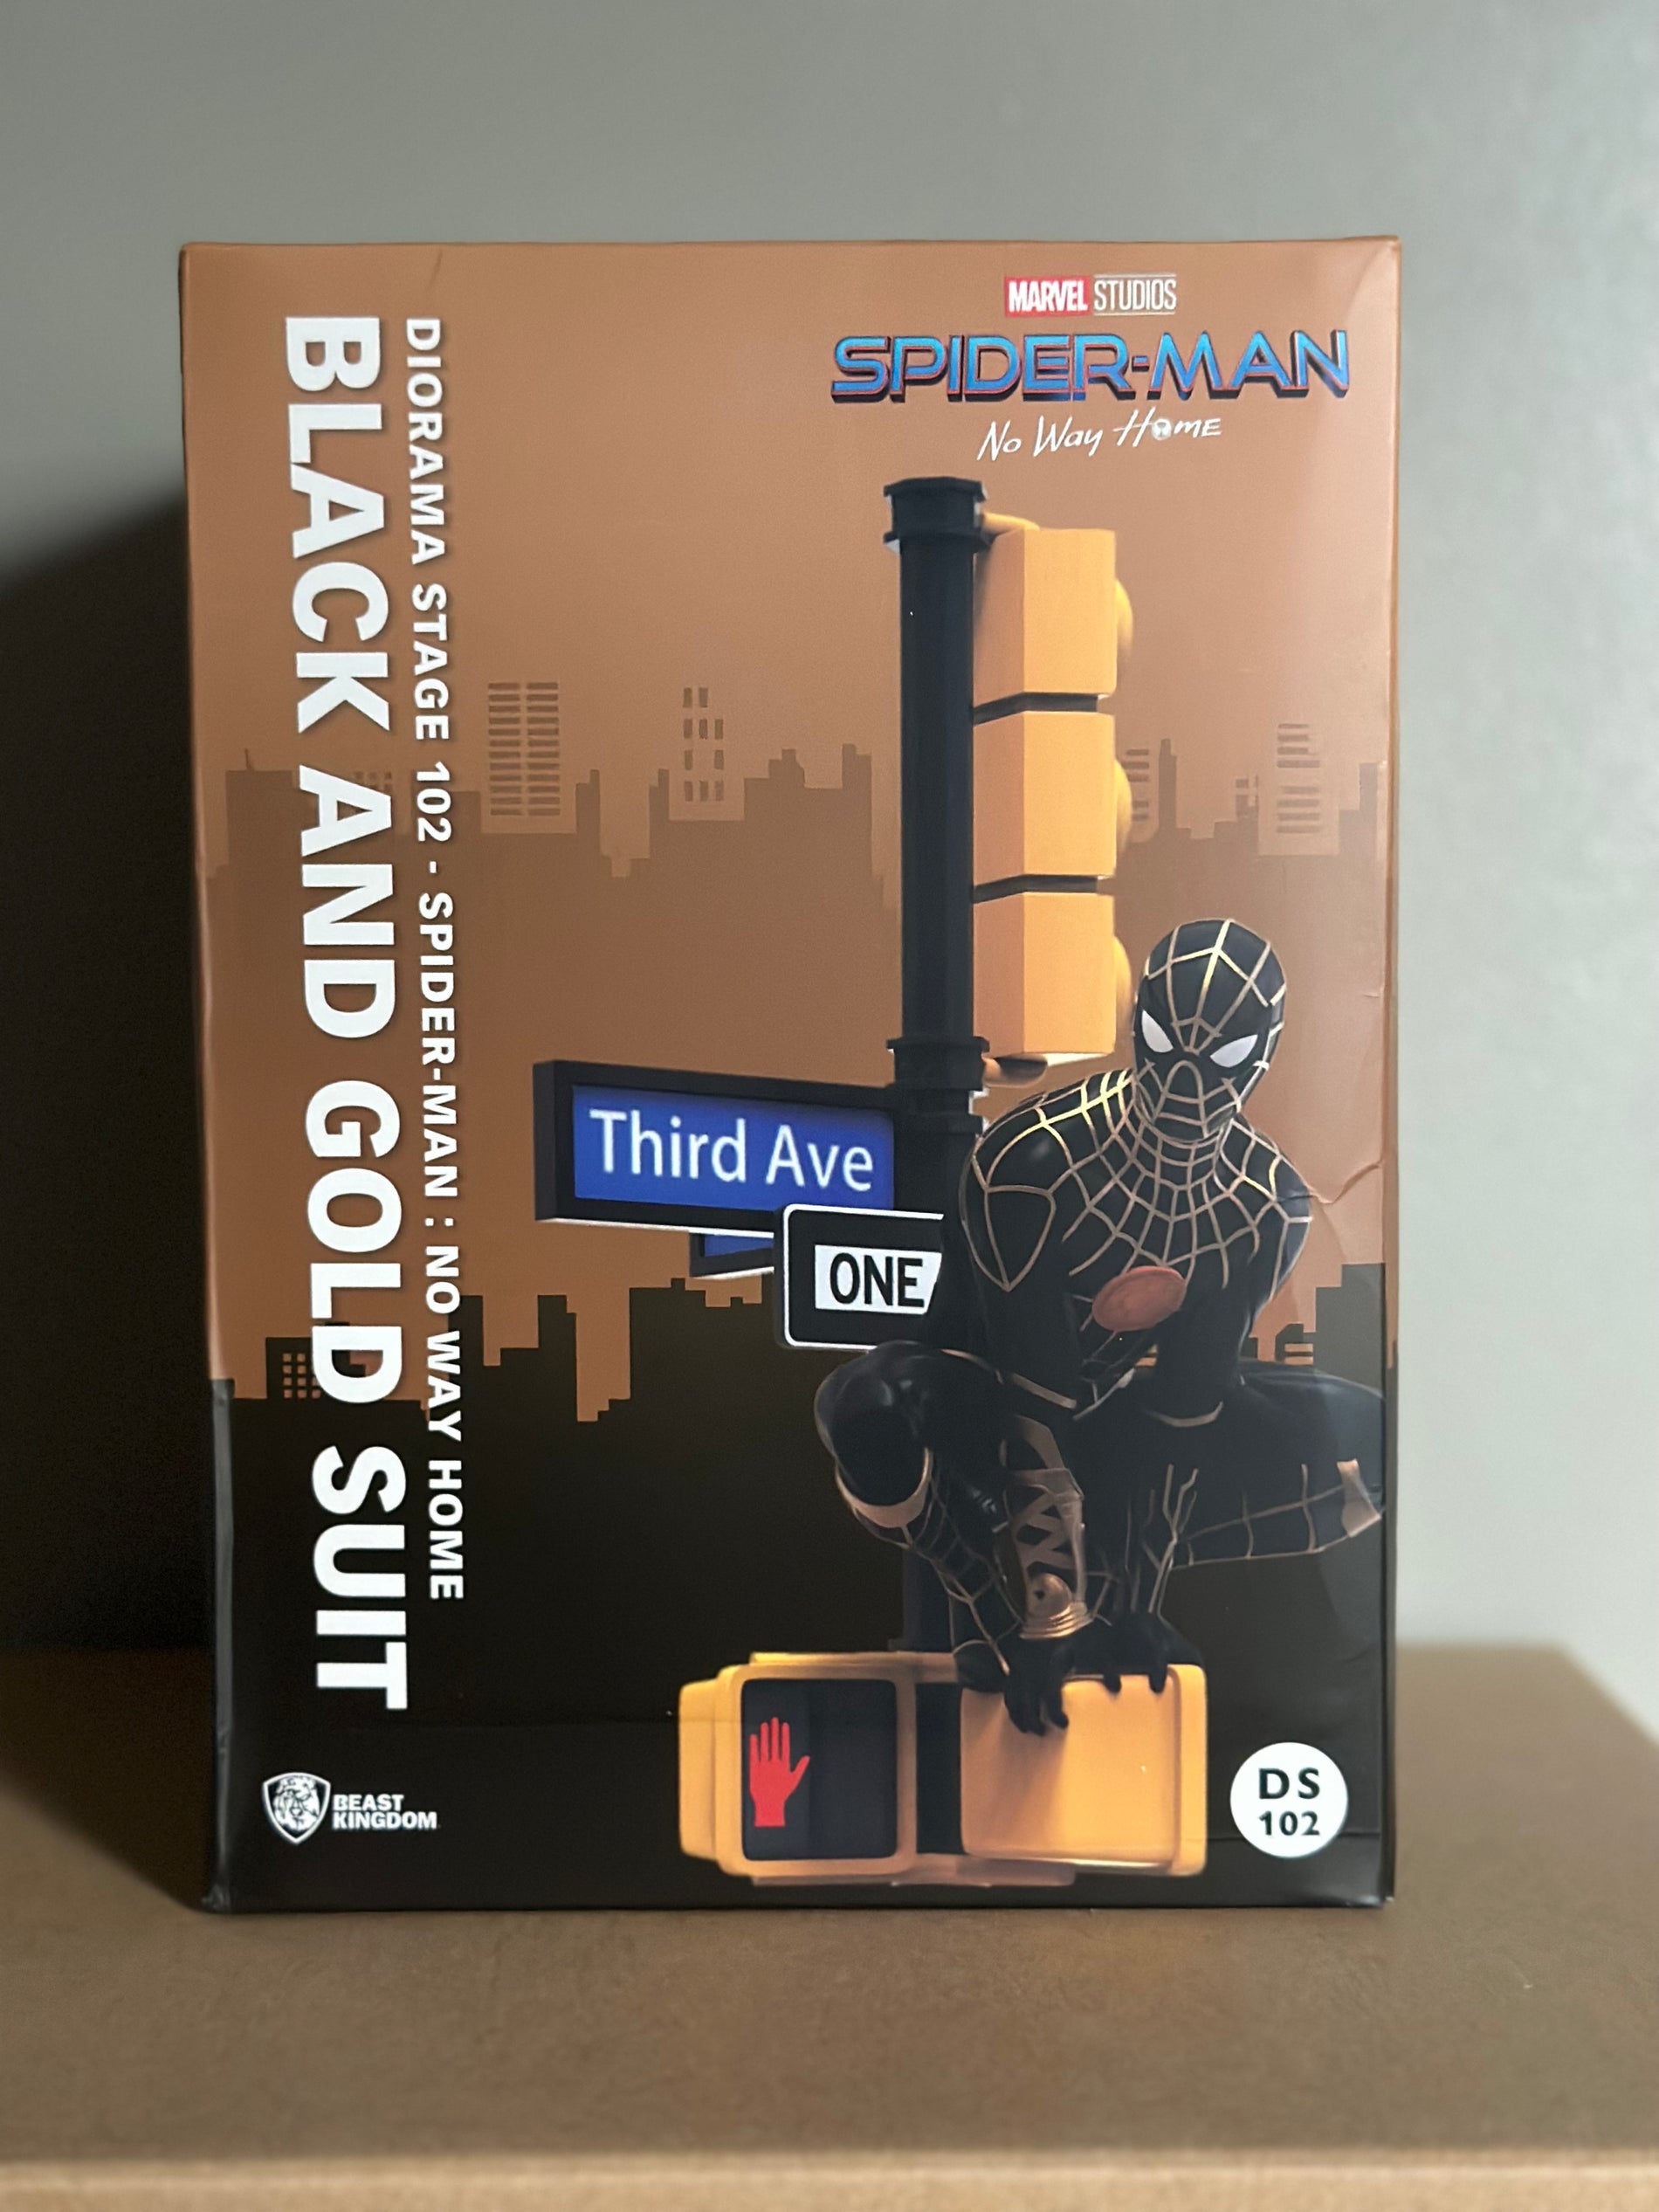 MARVEL STUDIOS
SPIDER-MAN
No Way Home
DIORAMA STAGE 102 - SPIDER-MAN : NO WAY HOME
BLACK AND GOLD SUIT
Third Ave
ONE
BEAST
KINGDOM
DS
102